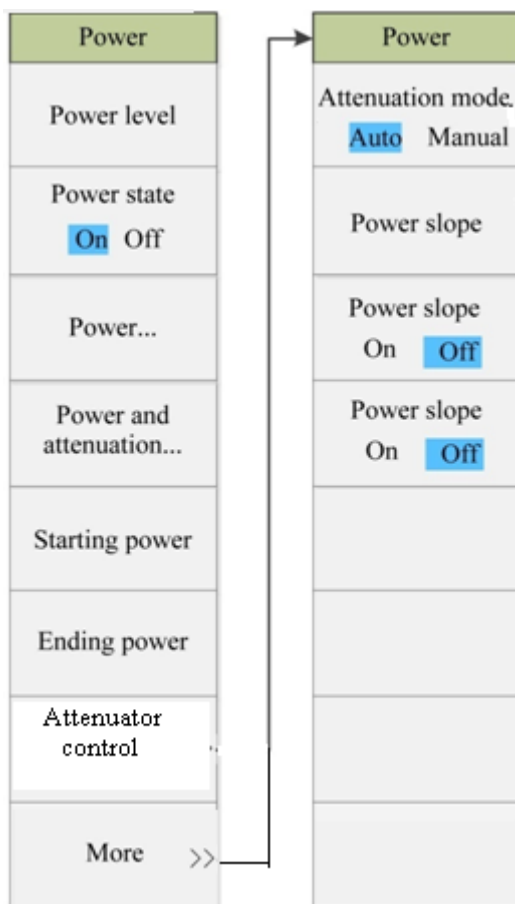 Power
Power level
Power state
On Off
Power...
Power and
attenuation...
Starting power
Ending power
Attenuator
control
More >>
Power
Attenuation mode.
Auto Manual
Power slope
Power slope
On Off
Power slope
On Off